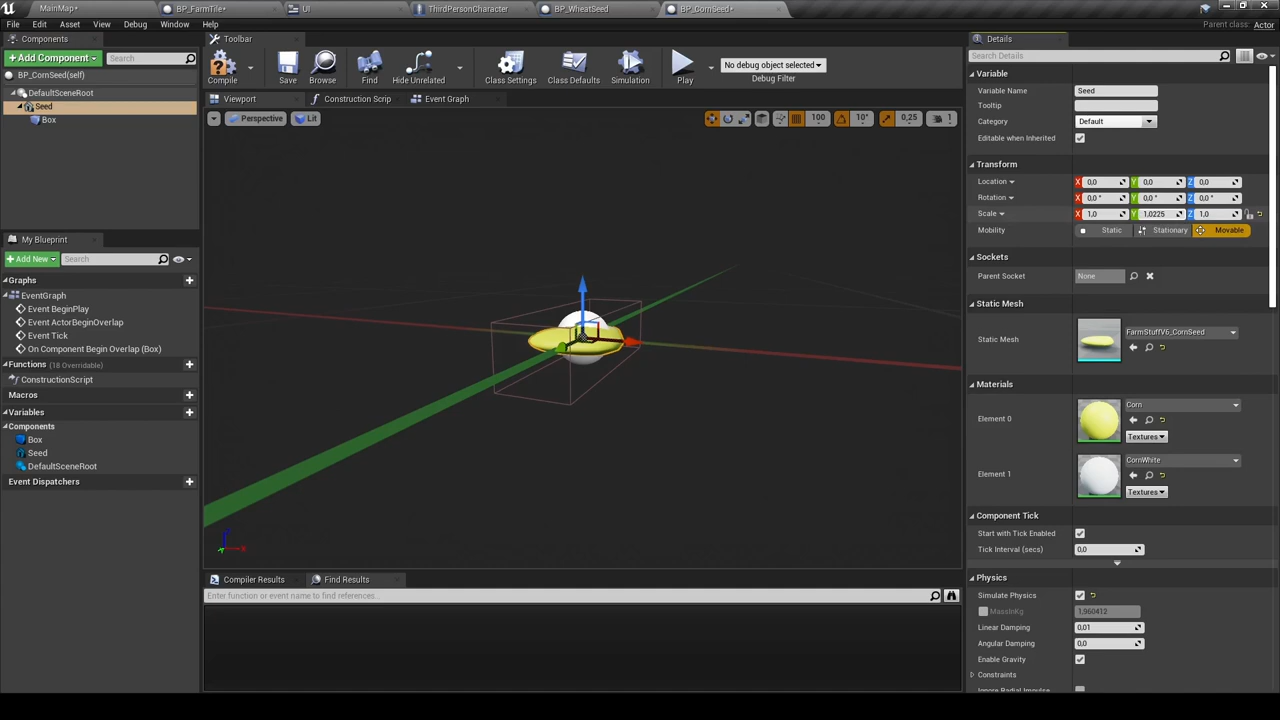 MainMap*
BP_FarmTile*
UI
ThirdPersonCharacter
BP_WheatSeed
BP_CornSeed*
File Edit Asset View Debug Window Help
Parent class: Actor
Components
+Add Component
Search
BP_CornSeed(self)
DefaultSceneRoot
Seed
Box
My Blueprint
+Add New
Search
Graphs
EventGraph
Event BeginPlay
Event ActorBeginOverlap
Event Tick
On Component Begin Overlap (Box)
Functions (18 Overridable)
ConstructionScript
Macros
Variables
Components
Box
Seed
DefaultSceneRoot
Event Dispatchers
Toolbar
Compile Save Browse Find Hide Unrelated Class Settings Class Defaults Simulation Play
No debug object selected
Debug Filter
Viewport Construction Scrip Event Graph
Perspective Lit 100 10° 0,25 1
Compiler Results Find Results
Enter function or event name to find references...
Details
Search Details
Variable
Variable Name Seed
Tooltip
Category Default
Editable when Inherited
Transform
Location X 0,0 Y 0,0 Z 0,0
Rotation X 0,0 ° Y 0,0 ° Z 0,0 °
Scale X 1,0 Y 1,0225 Z 1,0
Mobility Static Stationary Movable
Sockets
Parent Socket None
Static Mesh
Static Mesh FarmStuffV6_CornSeed
Materials
Element 0 Corn
Textures
Element 1 CornWhite
Textures
Component Tick
Start with Tick Enabled
Tick Interval (secs) 0,0
Physics
Simulate Physics
MassInKg 1,960412
Linear Damping 0,01
Angular Damping 0,0
Enable Gravity
Constraints
Ignore Radial Impulse